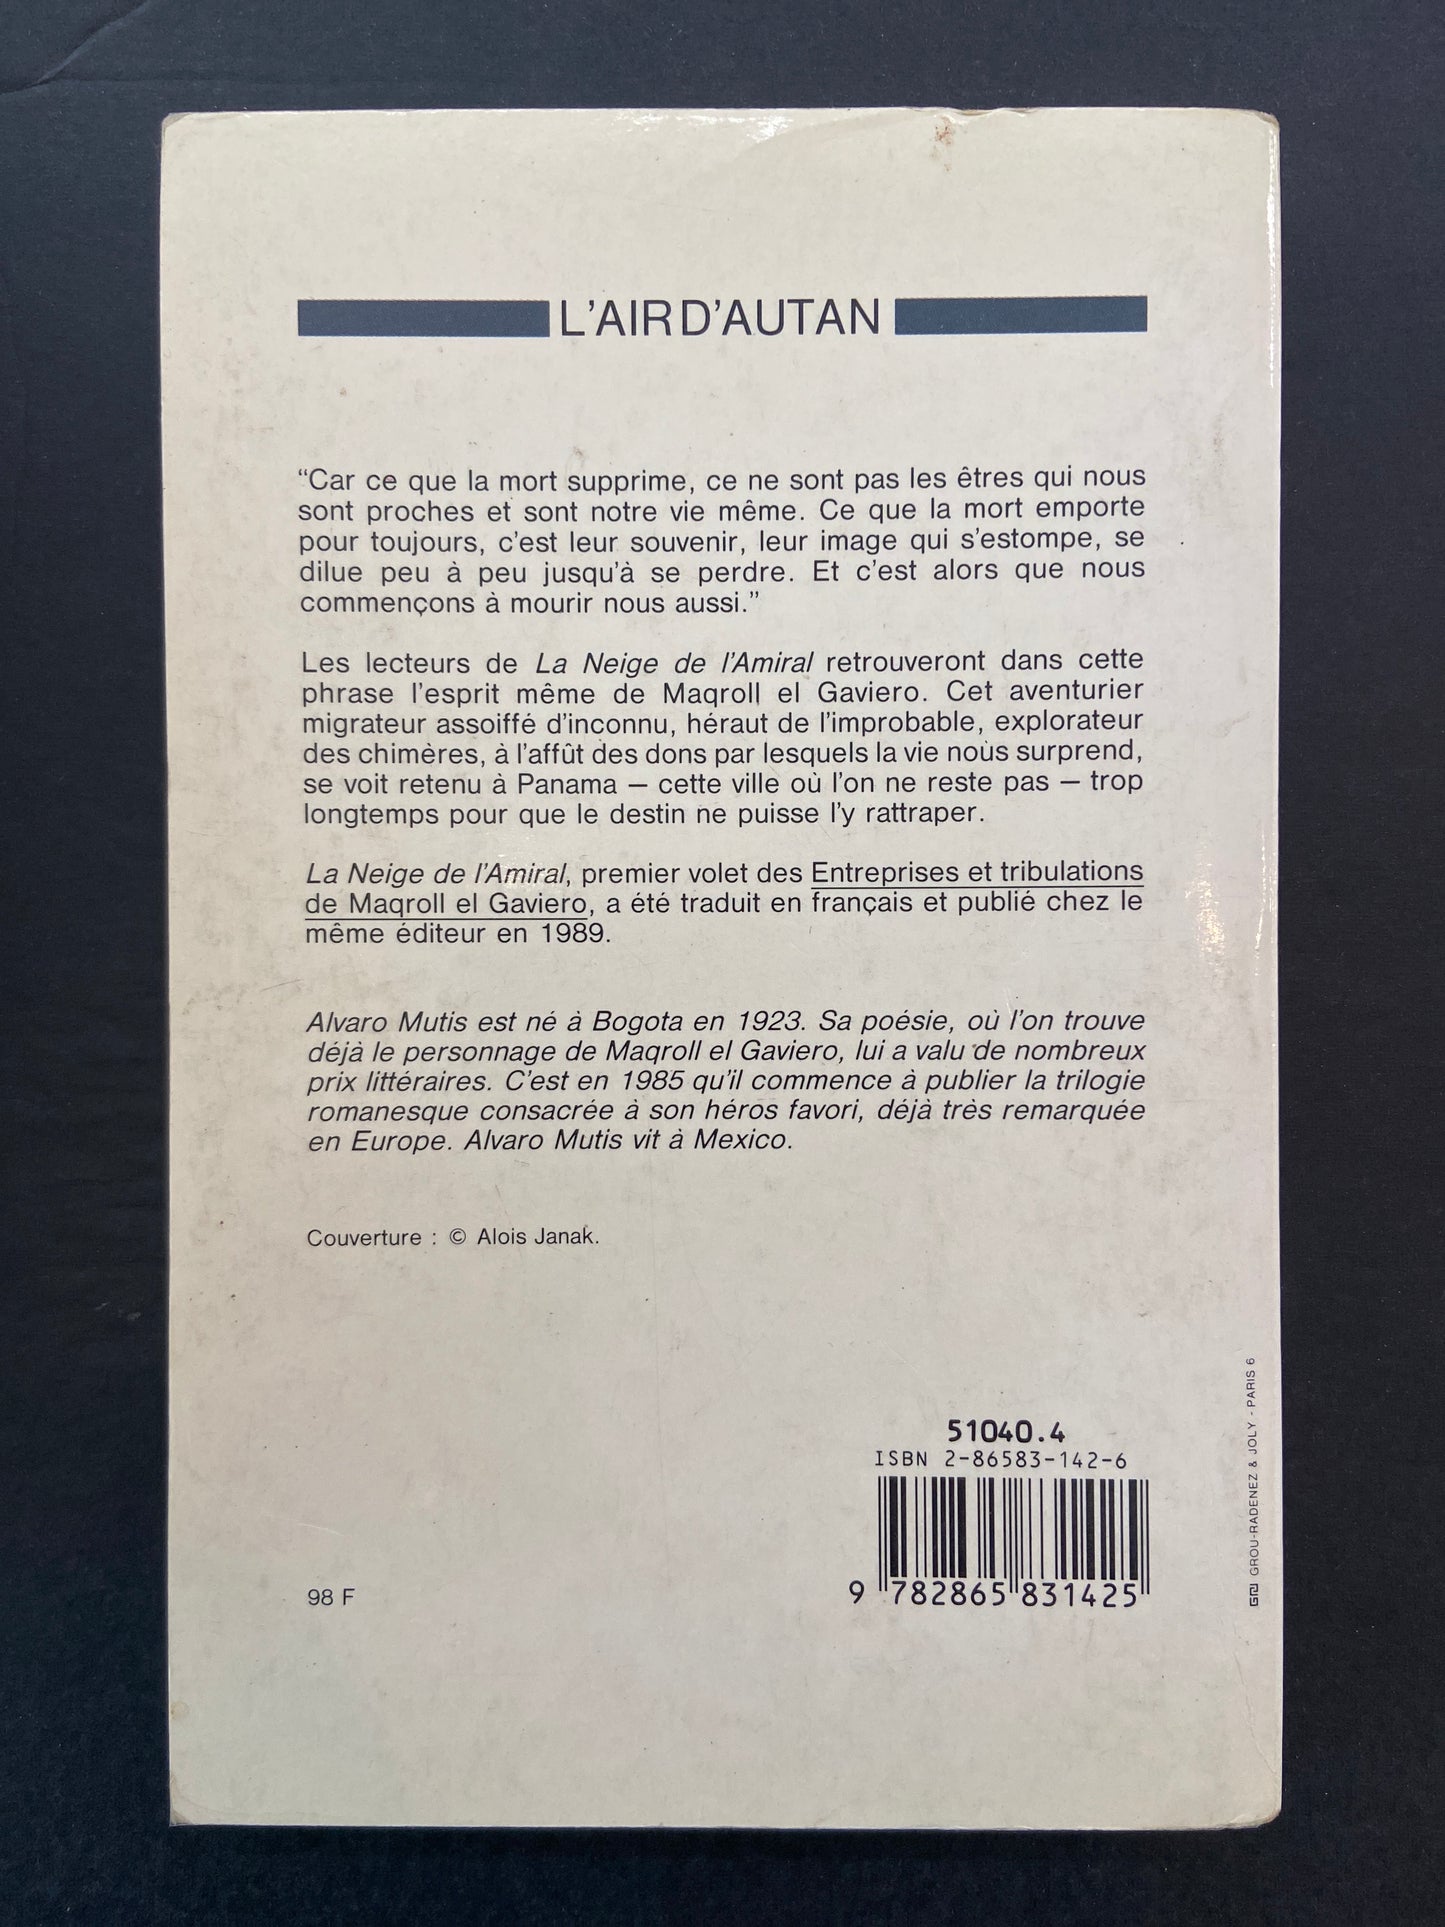 L'AIR D'AUTAN
“Car ce que la mort supprime, ce ne sont pas les êtres qui nous
sont proches et sont notre vie même. Ce que la mort emporte
pour toujours, c'est leur souvenir, leur image qui s'estompe, se
dilue peu à peu jusqu'à se perdre. Et c'est alors que nous
commençons à mourir nous aussi.”
Les lecteurs de La Neige de l'Amiral retrouveront dans cette
phrase l'esprit même de Maqroll el Gaviero. Cet aventurier
migrateur assoiffé d'inconnu, héraut de l'improbable, explorateur
des chimères, à l'affût des dons par lesquels la vie nous surprend,
se voit retenu à Panama — cette ville où l'on ne reste pas — trop
longtemps pour que le destin ne puisse l'y rattraper.
La Neige de l'Amiral, premier volet des Entreprises et tribulations
de Maqroll el Gaviero, a été traduit en français et publié chez le
même éditeur en 1989.
Alvaro Mutis est né à Bogota en 1923. Sa poésie, où l'on trouve
déjà le personnage de Maqroll el Gaviero, lui a valu de nombreux
prix littéraires. C'est en 1985 qu'il commence à publier la trilogie
romanesque consacrée à son héros favori, déjà très remarquée
en Europe. Alvaro Mutis vit à Mexico.
Couverture : © Alois Janak.
51040.4
ISBN 2-86583-142-6
9 782865 831425
98 F
GROU-RADENEZ & JOLY - PARIS 6